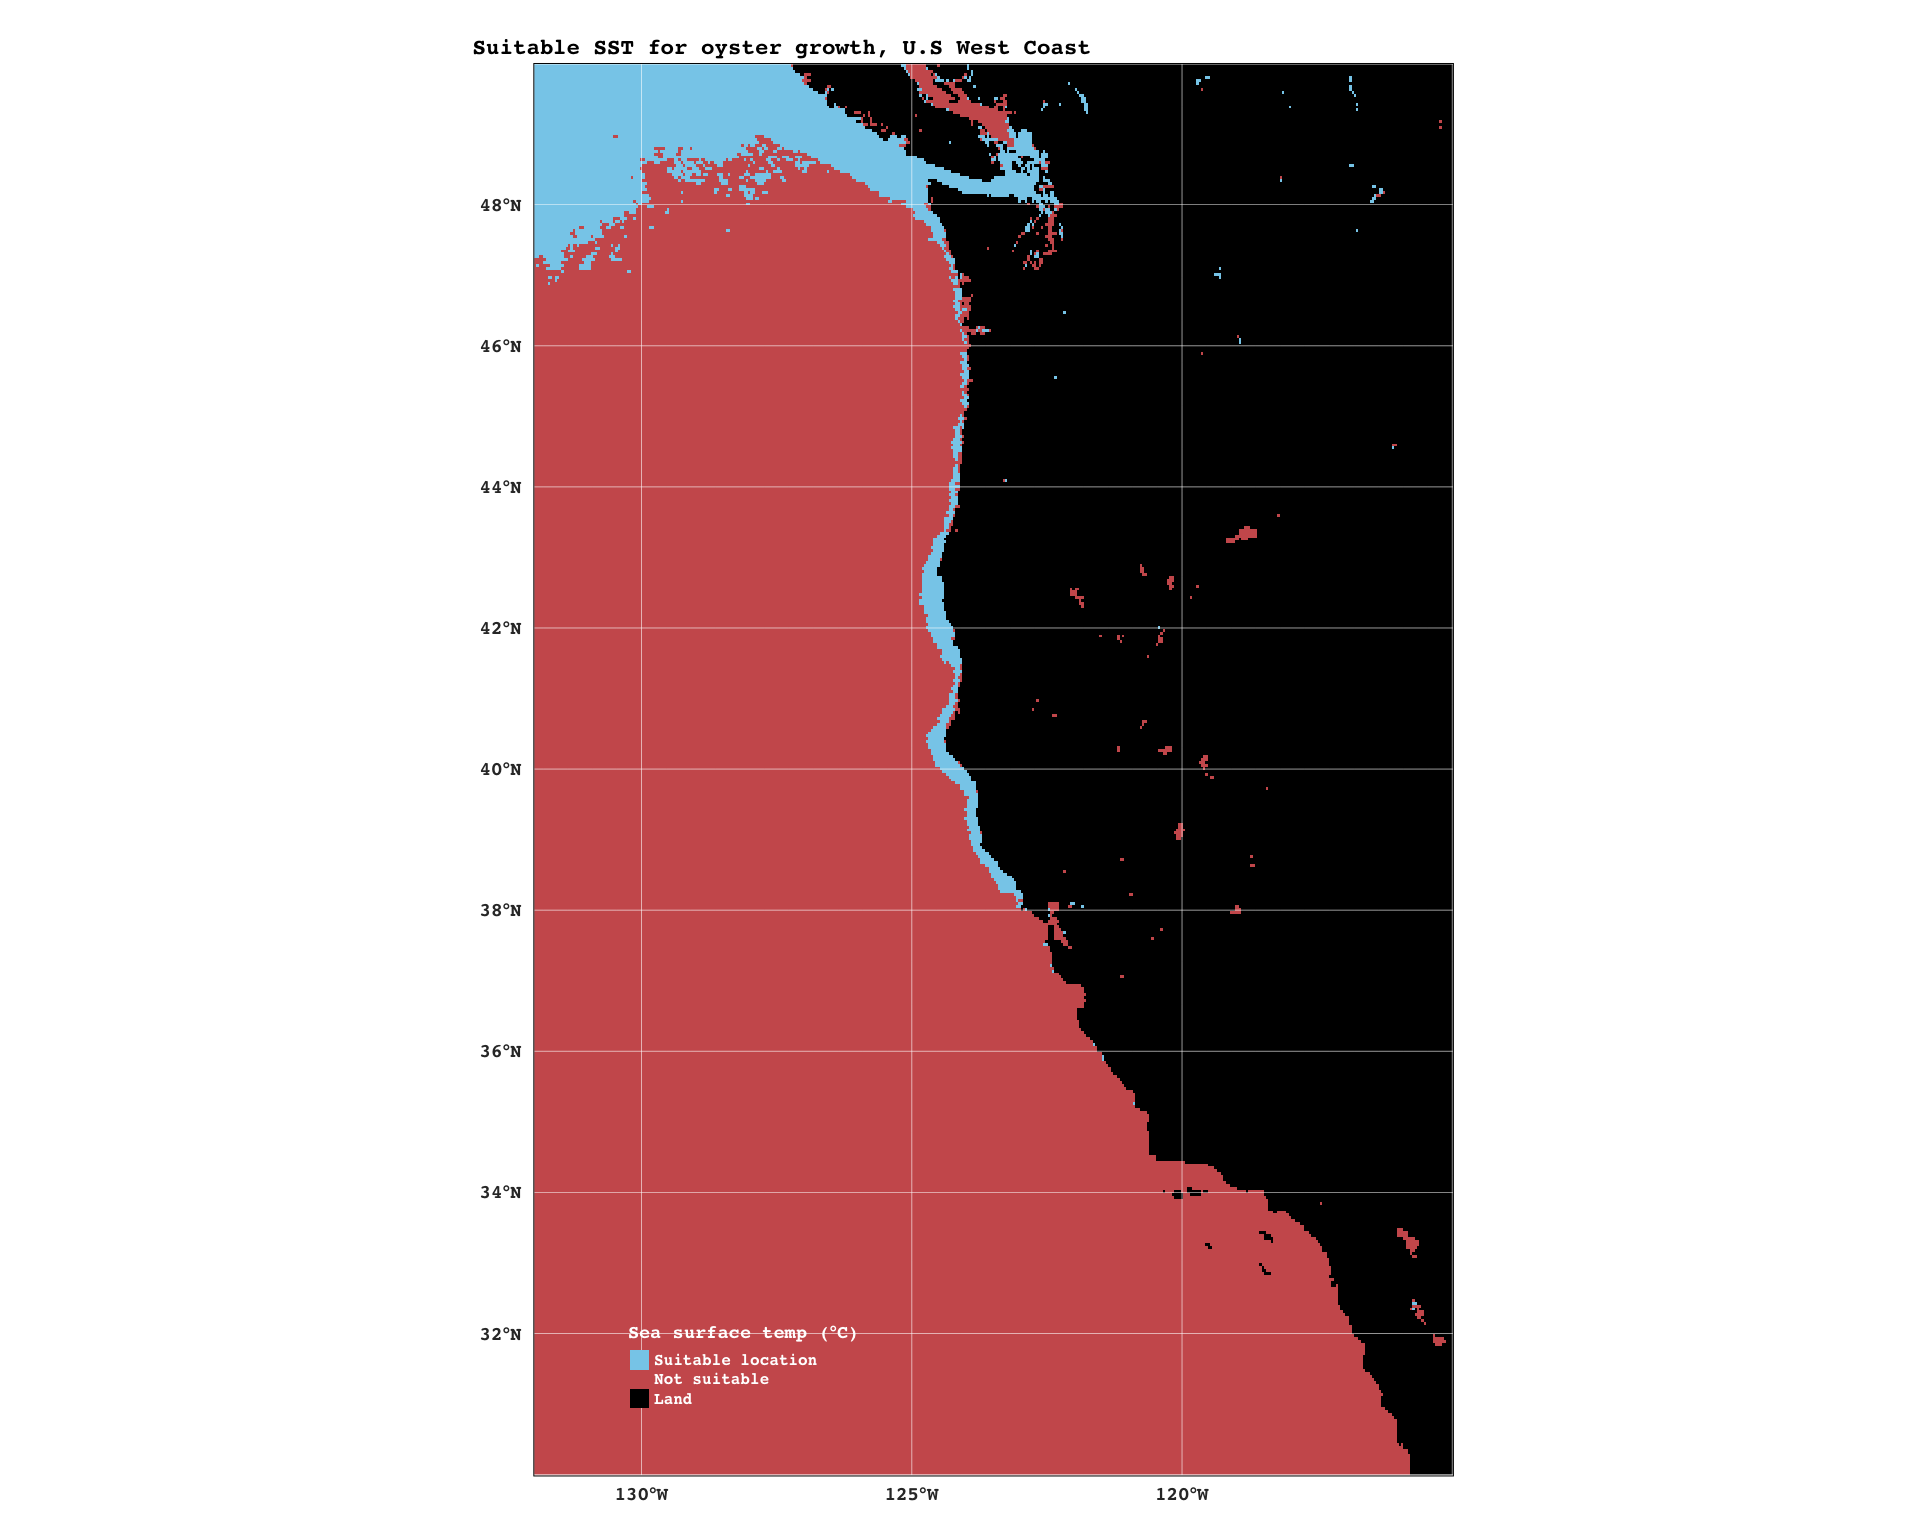 Suitable SST for oyster growth, U.S West Coast
48°N
46°N
44°N
42°N
40°N
38°N
36°N
34°N
32°N
Sea surface temp (°C)
Suitable location
Not suitable
Land
130°W 125°W 120°W